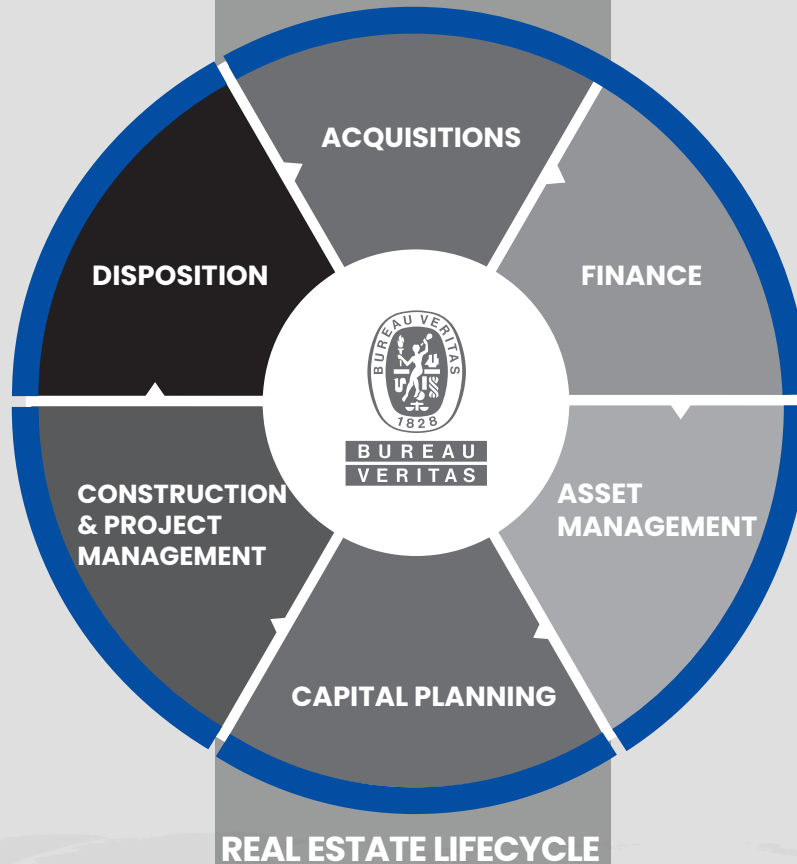 ACQUISITIONS
FINANCE
ASSET
MANAGEMENT
CAPITAL PLANNING
CONSTRUCTION
& PROJECT
MANAGEMENT
DISPOSITION
BUREAU VERITAS
1828
BUREAU
VERITAS
REAL ESTATE LIFECYCLE